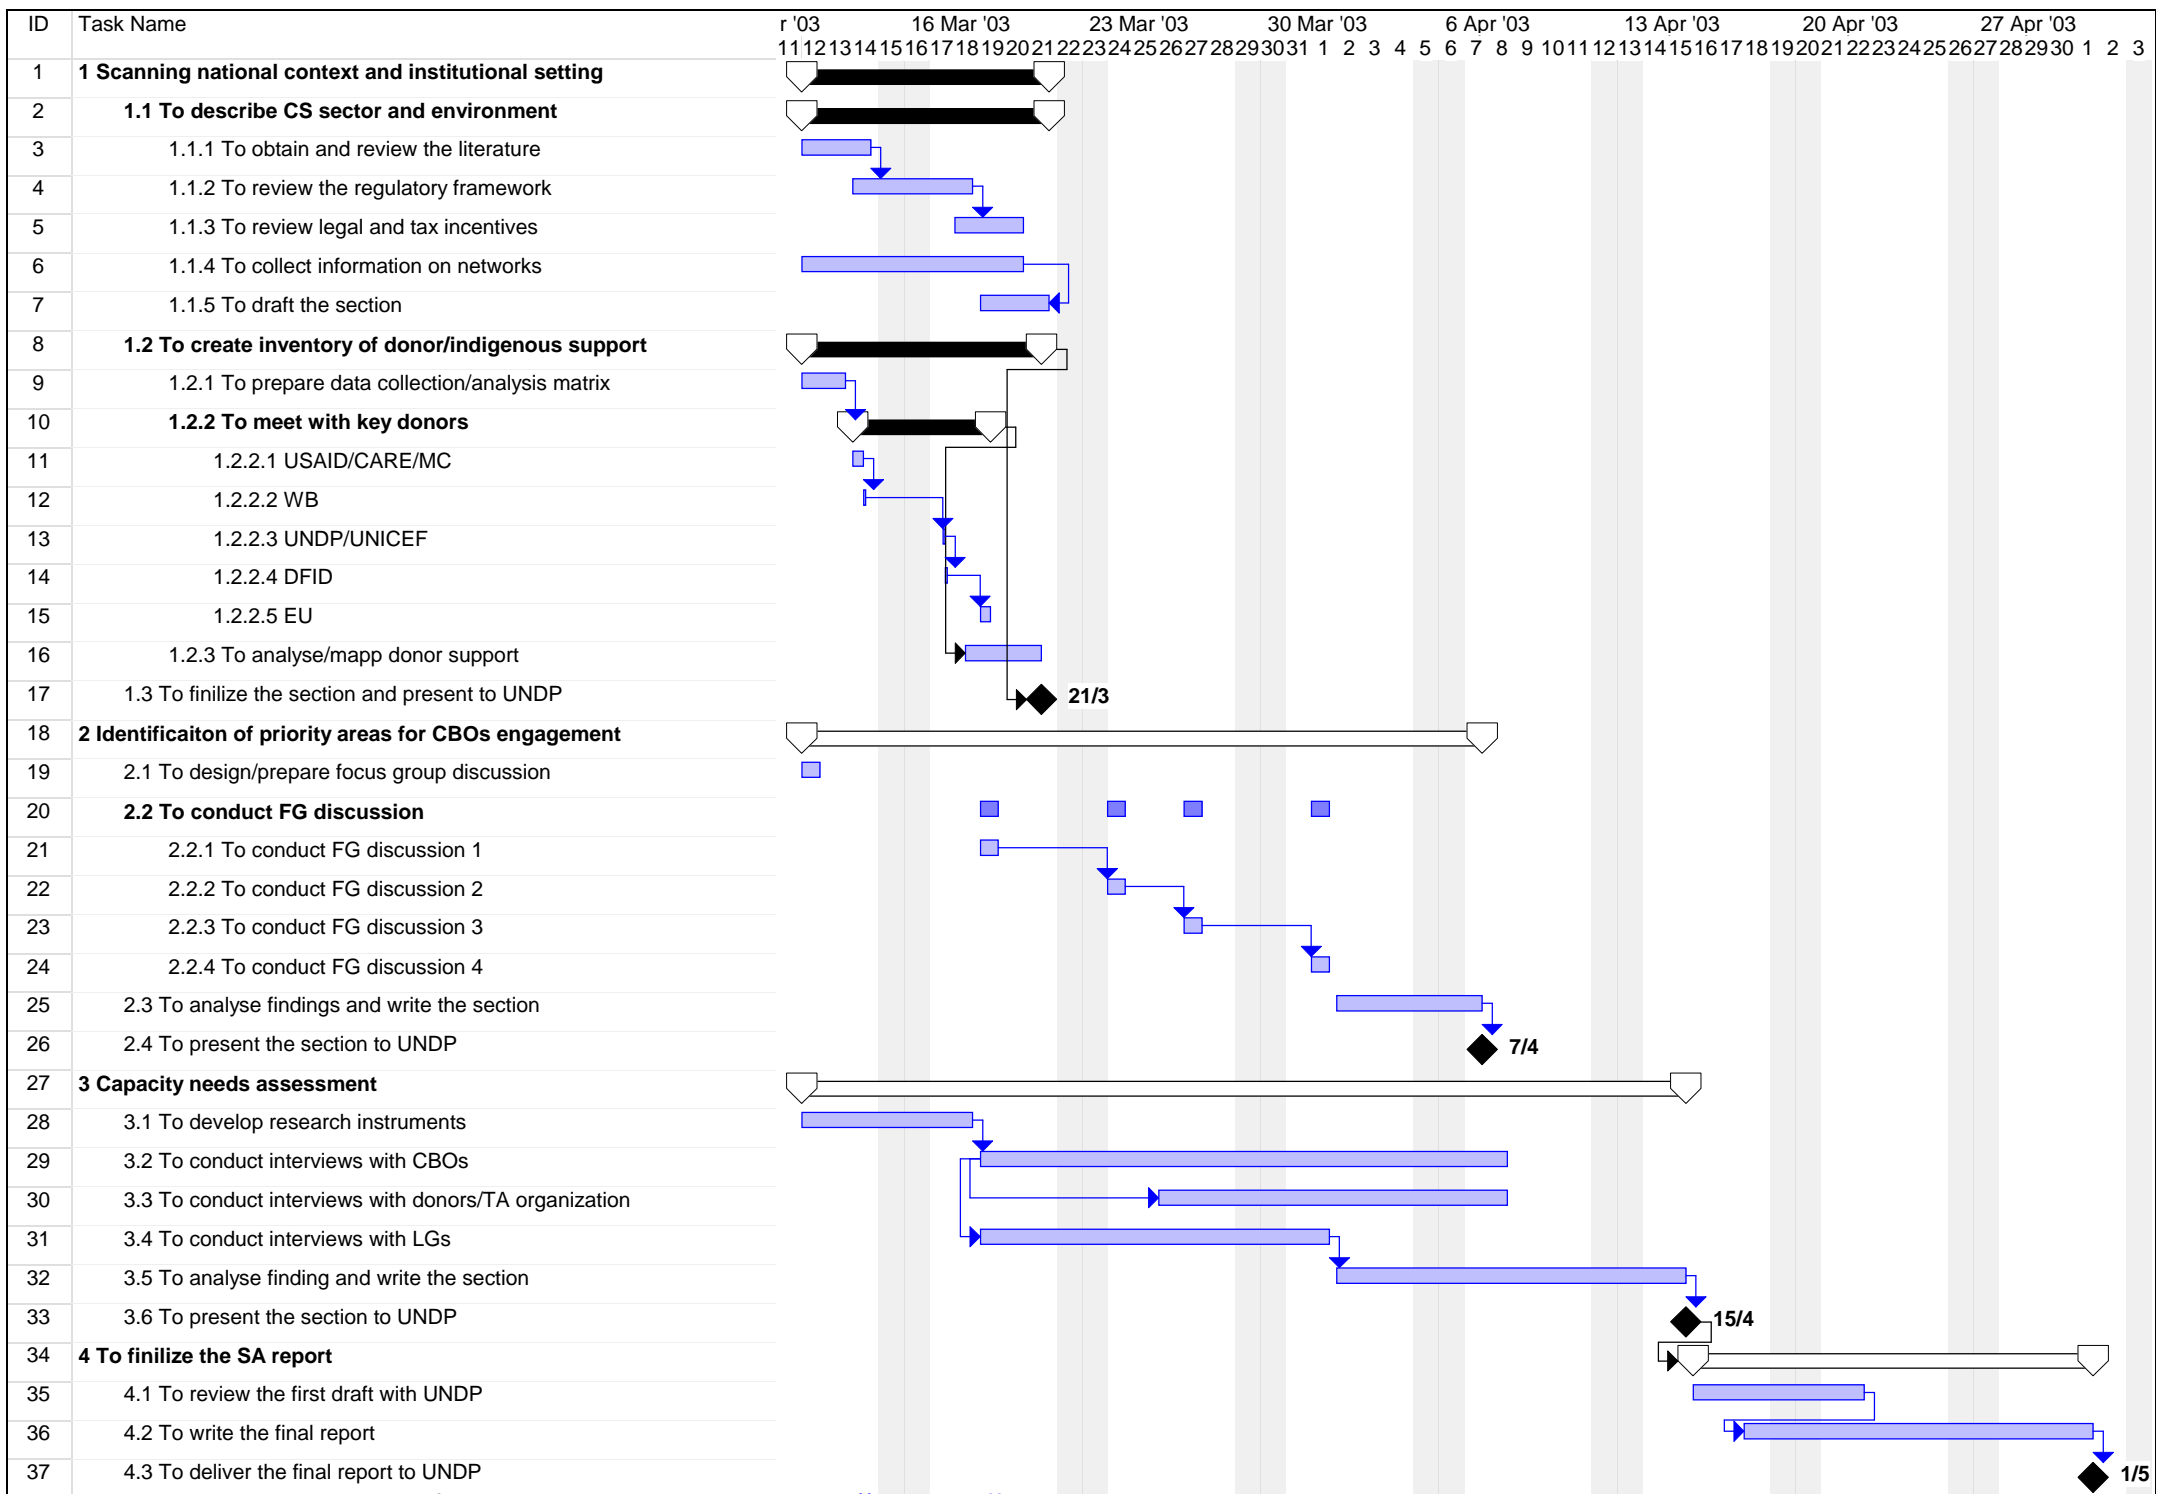 ID Task Name r '03 16 Mar '03 23 Mar '03 30 Mar '03 6 Apr '03 13 Apr '03 20 Apr '03 27 Apr '03
11 12 13 14 15 16 17 18 19 20 21 22 23 24 25 26 27 28 29 30 31 1 2 3 4 5 6 7 8 9 10 11 12 13 14 15 16 17 18 19 20 21 22 23 24 25 26 27 28 29 30 1 2 3
1 1 Scanning national context and institutional setting
2 1.1 To describe CS sector and environment
3 1.1.1 To obtain and review the literature
4 1.1.2 To review the regulatory framework
5 1.1.3 To review legal and tax incentives
6 1.1.4 To collect information on networks
7 1.1.5 To draft the section
8 1.2 To create inventory of donor/indigenous support
9 1.2.1 To prepare data collection/analysis matrix
10 1.2.2 To meet with key donors
11 1.2.2.1 USAID/CARE/MC
12 1.2.2.2 WB
13 1.2.2.3 UNDP/UNICEF
14 1.2.2.4 DFID
15 1.2.2.5 EU
16 1.2.3 To analyse/mapp donor support
17 1.3 To finilize the section and present to UNDP 21/3
18 2 Identificaiton of priority areas for CBOs engagement
19 2.1 To design/prepare focus group discussion
20 2.2 To conduct FG discussion
21 2.2.1 To conduct FG discussion 1
22 2.2.2 To conduct FG discussion 2
23 2.2.3 To conduct FG discussion 3
24 2.2.4 To conduct FG discussion 4
25 2.3 To analyse findings and write the section
26 2.4 To present the section to UNDP 7/4
27 3 Capacity needs assessment
28 3.1 To develop research instruments
29 3.2 To conduct interviews with CBOs
30 3.3 To conduct interviews with donors/TA organization
31 3.4 To conduct interviews with LGs
32 3.5 To analyse finding and write the section
33 3.6 To present the section to UNDP 15/4
34 4 To finilize the SA report
35 4.1 To review the first draft with UNDP
36 4.2 To write the final report
37 4.3 To deliver the final report to UNDP 1/5